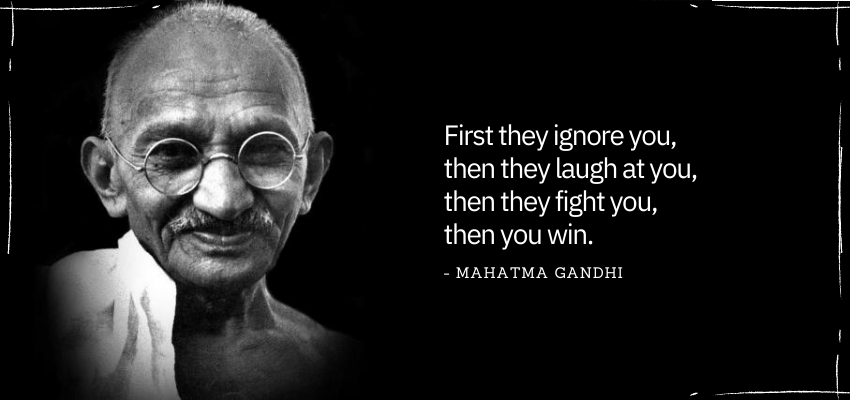 First they ignore you,
then they laugh at you,
then they fight you,
then you win.
- MAHATMA GANDHI